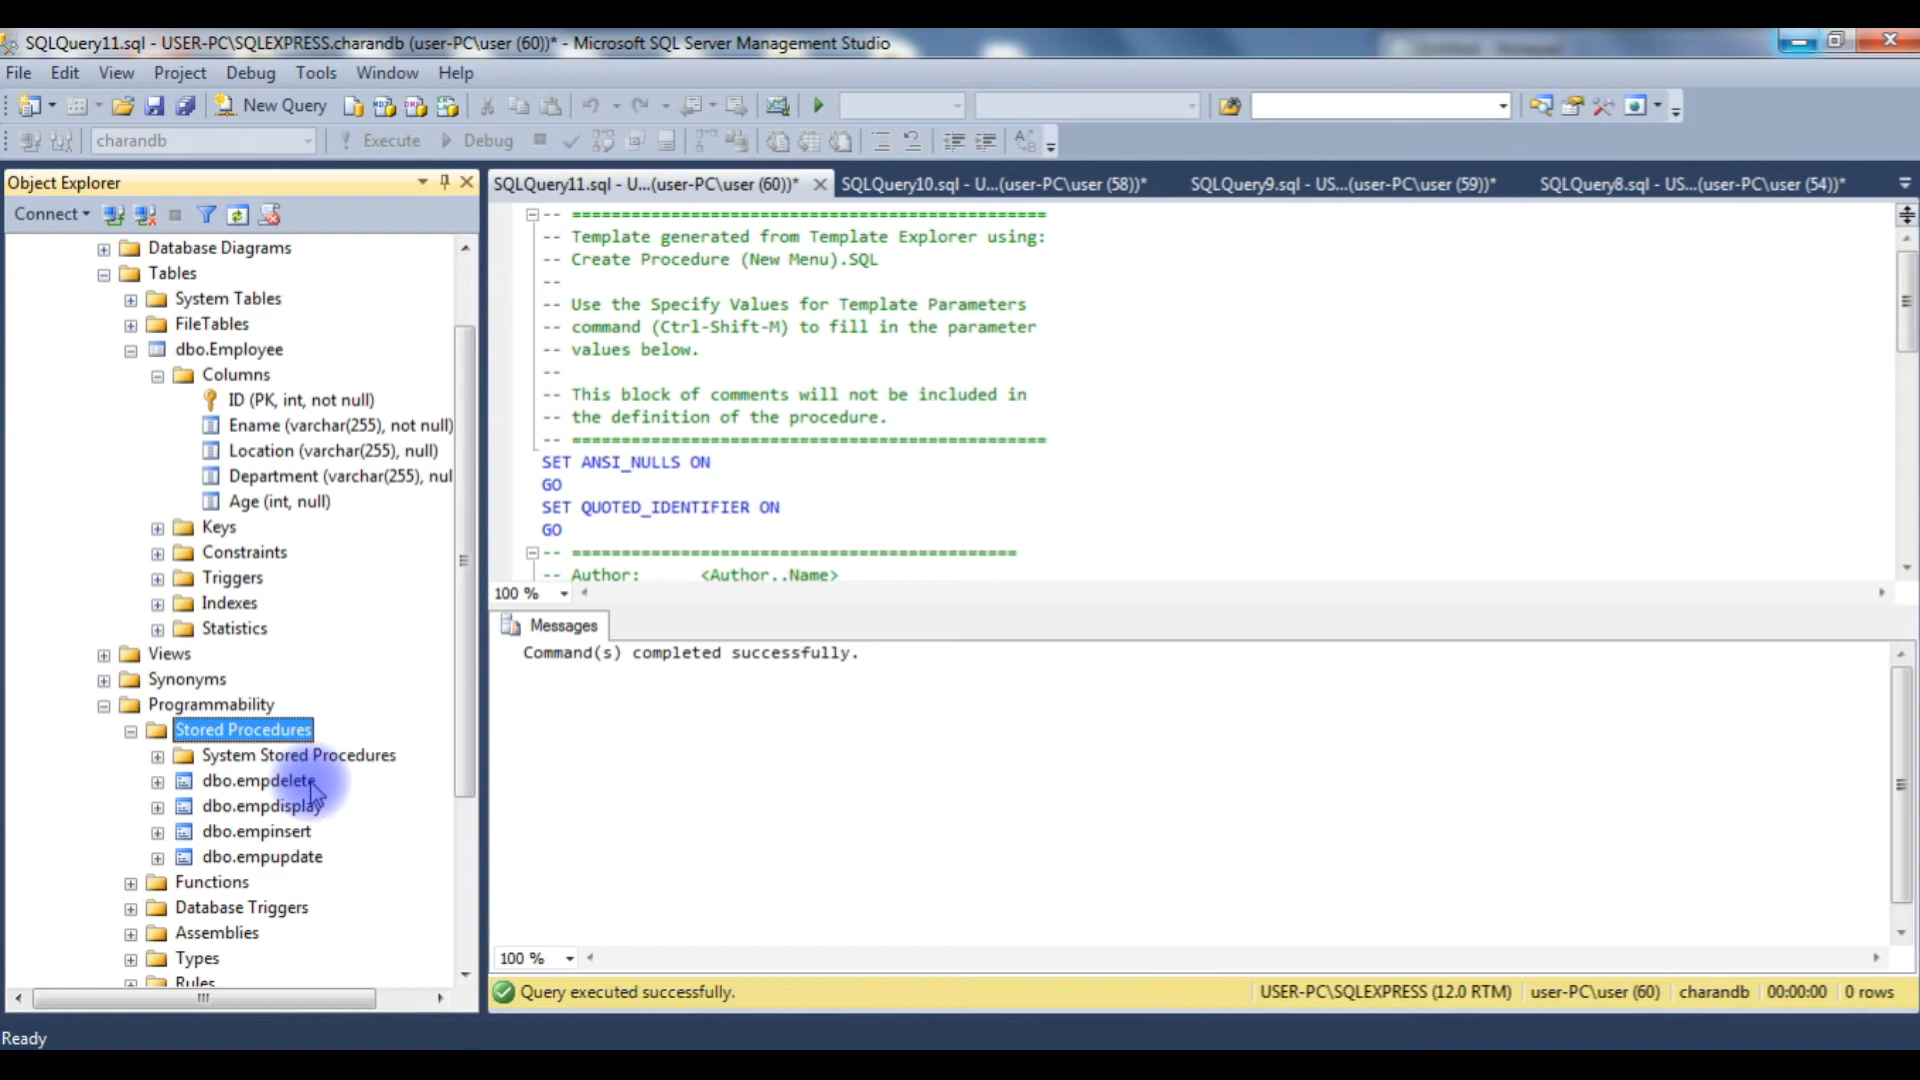 SQLQuery11.sql - USER-PC\SQLEXPRESS.charandb (user-PC\user (60))* - Microsoft SQL Server Management Studio
File Edit View Project Debug Tools Window Help
New Query
charandb Execute Debug
Object Explorer
Connect
Database Diagrams
Tables
System Tables
FileTables
dbo.Employee
Columns
ID (PK, int, not null)
Ename (varchar(255), not null)
Location (varchar(255), null)
Department (varchar(255), nul
Age (int, null)
Keys
Constraints
Triggers
Indexes
Statistics
Views
Synonyms
Programmability
Stored Procedures
System Stored Procedures
dbo.empdelete
dbo.empdisplay
dbo.empinsert
dbo.empupdate
Functions
Database Triggers
Assemblies
Types
Rules
SQLQuery11.sql - U...(user-PC\user (60))* SQLQuery10.sql - U...(user-PC\user (58))* SQLQuery9.sql - US...(user-PC\user (59))* SQLQuery8.sql - US...(user-PC\user (54))*
-- ================================================
-- Template generated from Template Explorer using:
-- Create Procedure (New Menu).SQL
--
-- Use the Specify Values for Template Parameters
-- command (Ctrl-Shift-M) to fill in the parameter
-- values below.
--
-- This block of comments will not be included in
-- the definition of the procedure.
-- ================================================
SET ANSI_NULLS ON
GO
SET QUOTED_IDENTIFIER ON
GO
-- =============================================
-- Author: <Author,,Name>
100 %
Messages
Command(s) completed successfully.
100 %
Query executed successfully. USER-PC\SQLEXPRESS (12.0 RTM) user-PC\user (60) charandb 00:00:00 0 rows
Ready